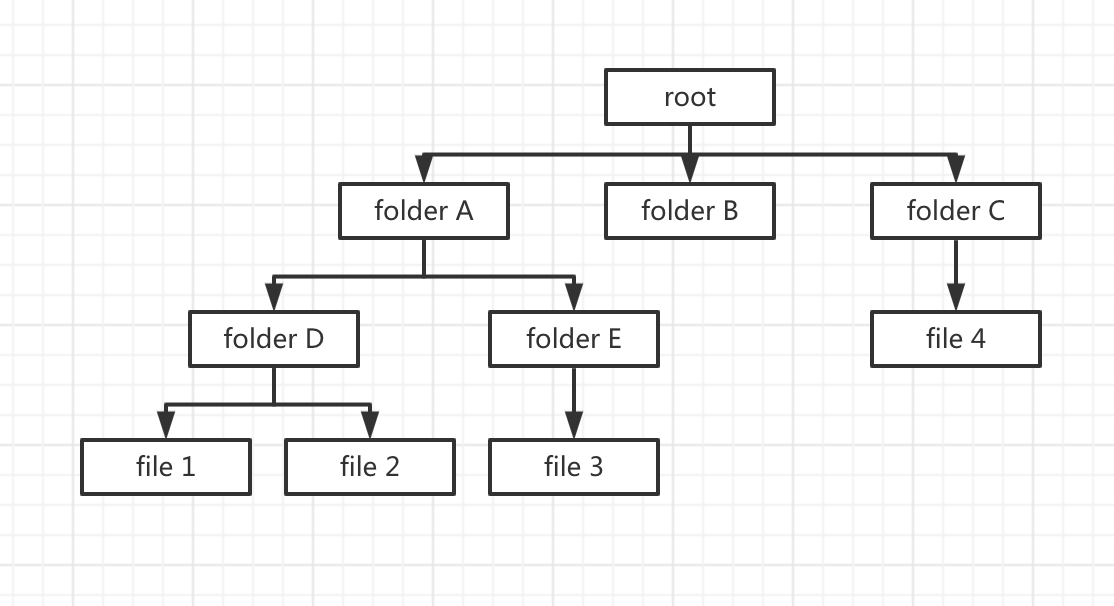 root
folder A
folder B
folder C
folder D
folder E
file 4
file 1
file 2
file 3